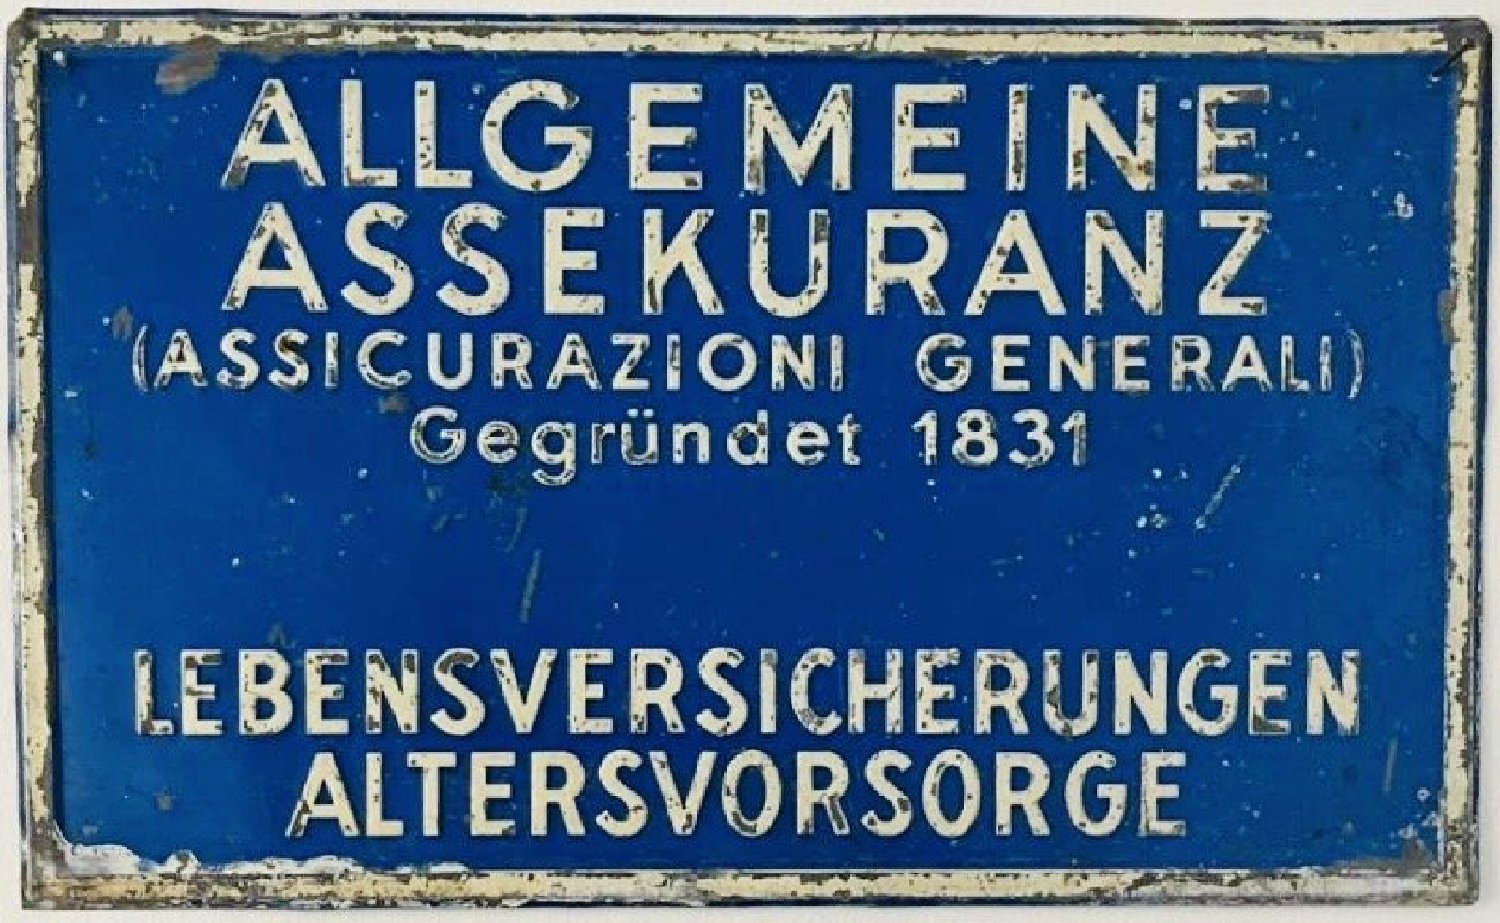 ALLGEMEINE
ASSEKURANZ
(ASSICURAZIONI GENERALI)
Gegründet 1831
LEBENSVERSICHERUNGEN
ALTERSVORSORGE